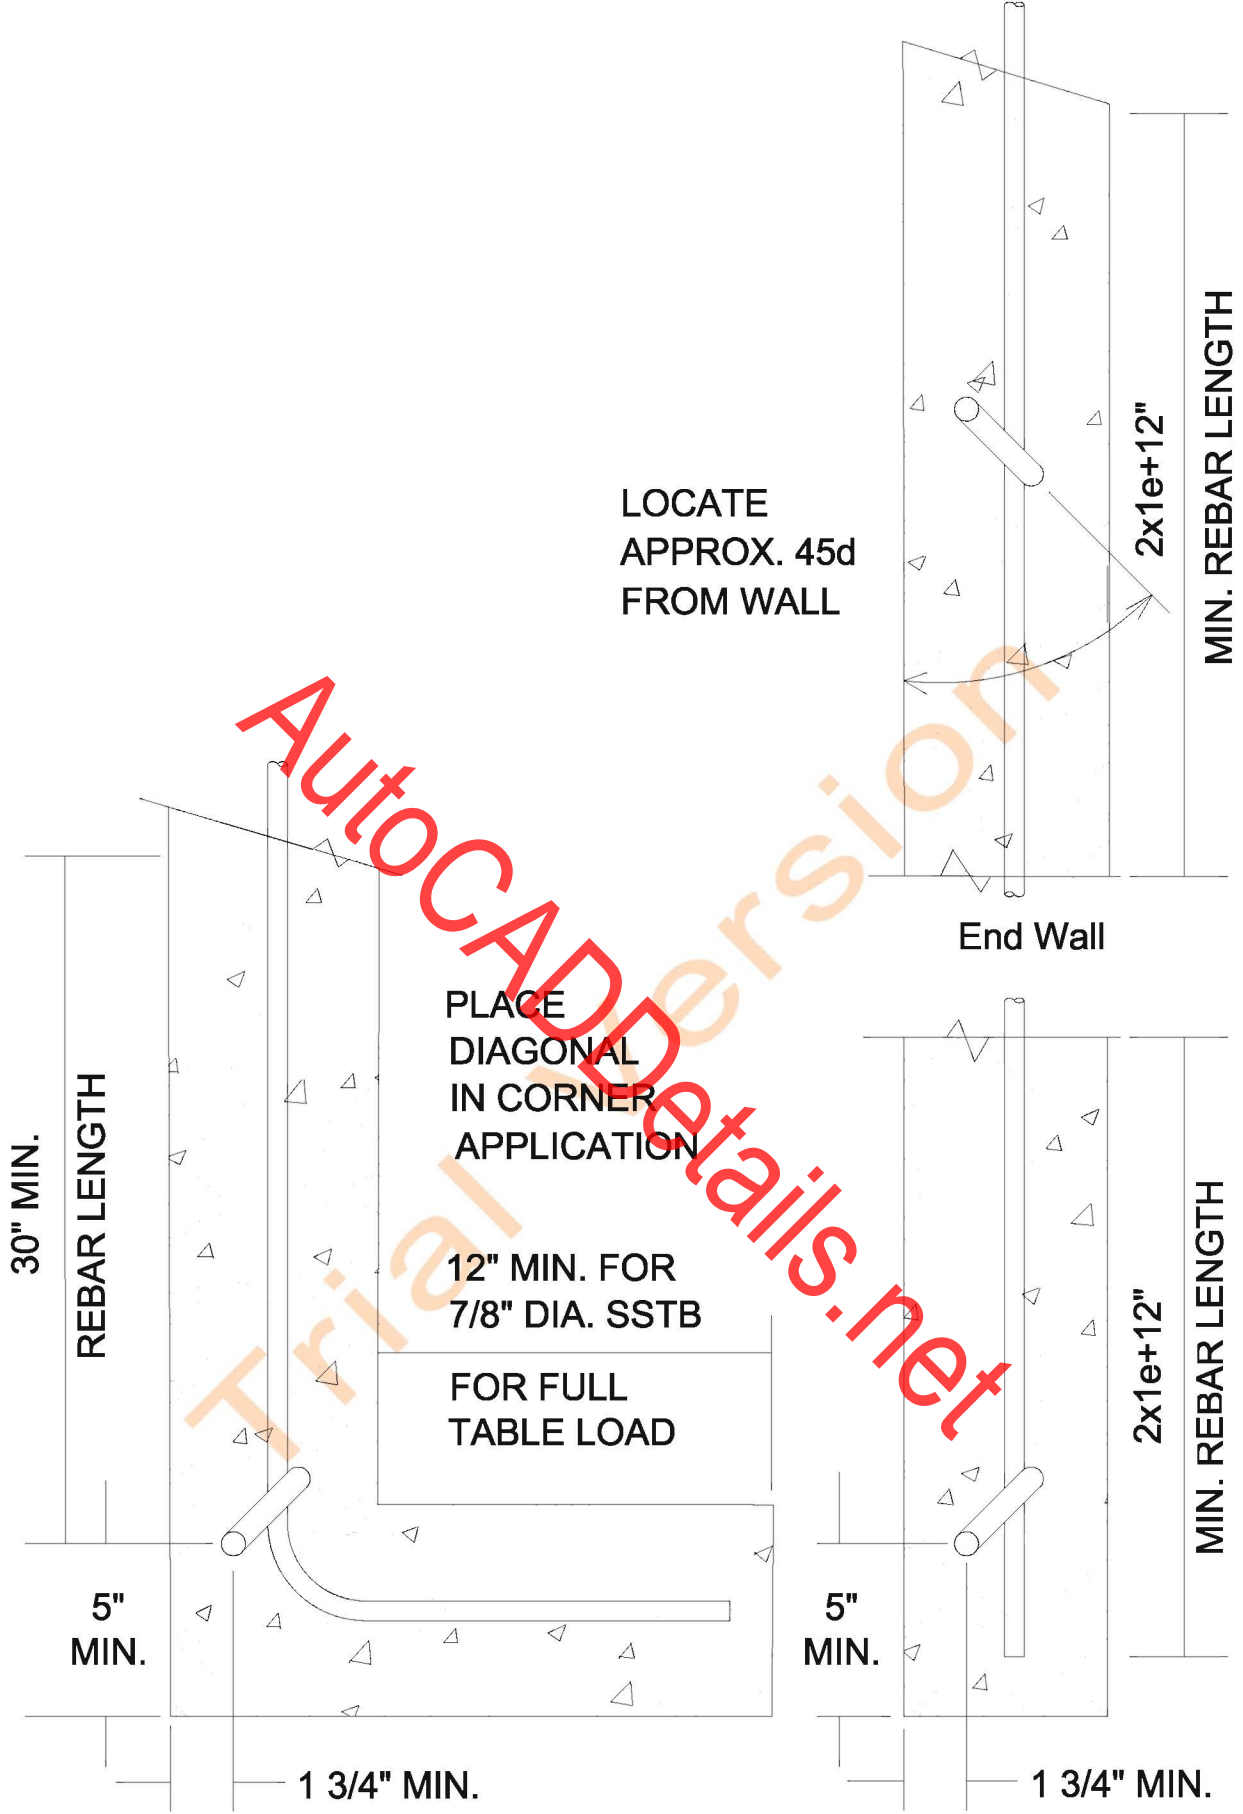 LOCATE
APPROX. 45d
FROM WALL
2x1e+12"
MIN. REBAR LENGTH
End Wall
30" MIN.
REBAR LENGTH
PLACE
DIAGONAL
IN CORNER
APPLICATION
12" MIN. FOR
7/8" DIA. SSTB
FOR FULL
TABLE LOAD
2x1e+12"
MIN. REBAR LENGTH
5"
MIN.
5"
MIN.
1 3/4" MIN.
1 3/4" MIN.
AutoCADDetails.net
Trial Version